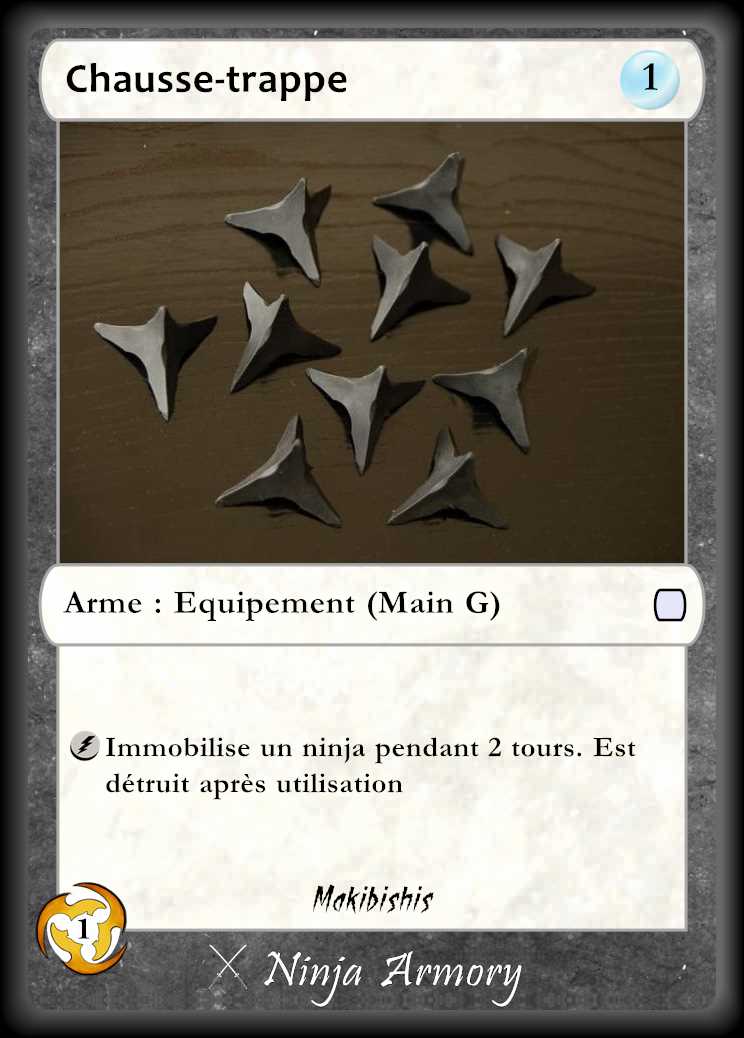 Chausse-trappe
1
Arme : Equipement (Main G)
Immobilise un ninja pendant 2 tours. Est
détruit après utilisation
Makibishis
1
Ninja Armory